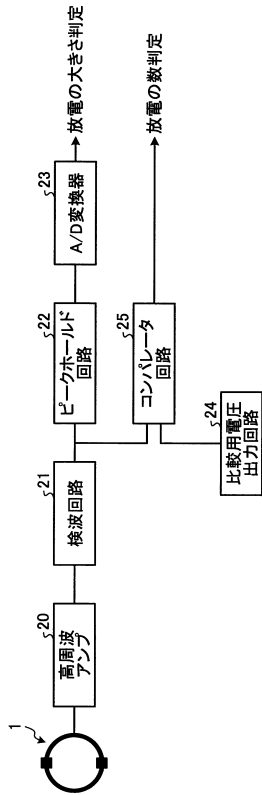 1
20
高周波
アンプ
21
検波回路
22
ピークホールド
回路
23
A/D変換器
放電の大きさ判定
25
コンパレータ
回路
放電の数判定
24
比較用電圧
出力回路